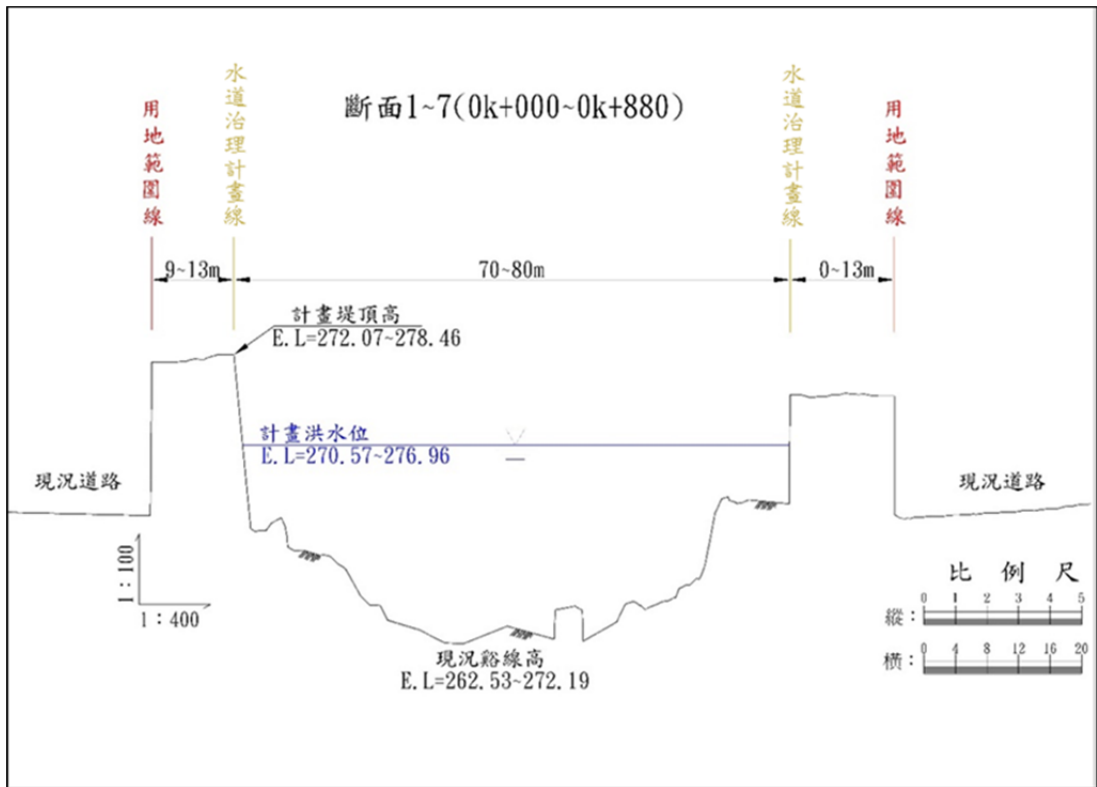 斷面1~7(0k+000~0k+880)
用地範圍線
水道治理計畫線
水道治理計畫線
用地範圍線
9~13m
70~80m
0~13m
計畫堤頂高
E.L=272.07~278.46
計畫洪水位
E.L=270.57~276.96
現況道路
現況道路
1:100
1:400
現況谿線高
E.L=262.53~272.19
比例尺
0 1 2 3 4 5
縱:
0 4 8 12 16 20
橫: